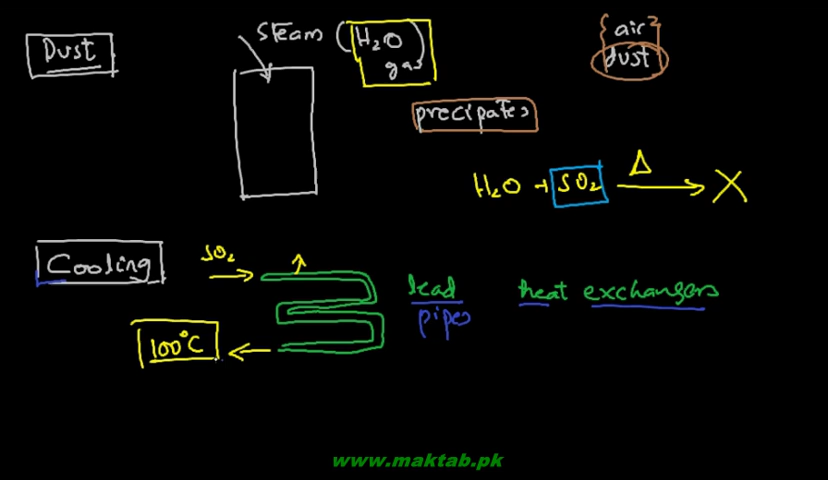 Dust
Steam (H₂O gas)
{air}
dust
precipates
H₂O + SO₂ Δ → X
Cooling
SO₂
lead pipes
heat exchangers
100°C
www.maktab.pk